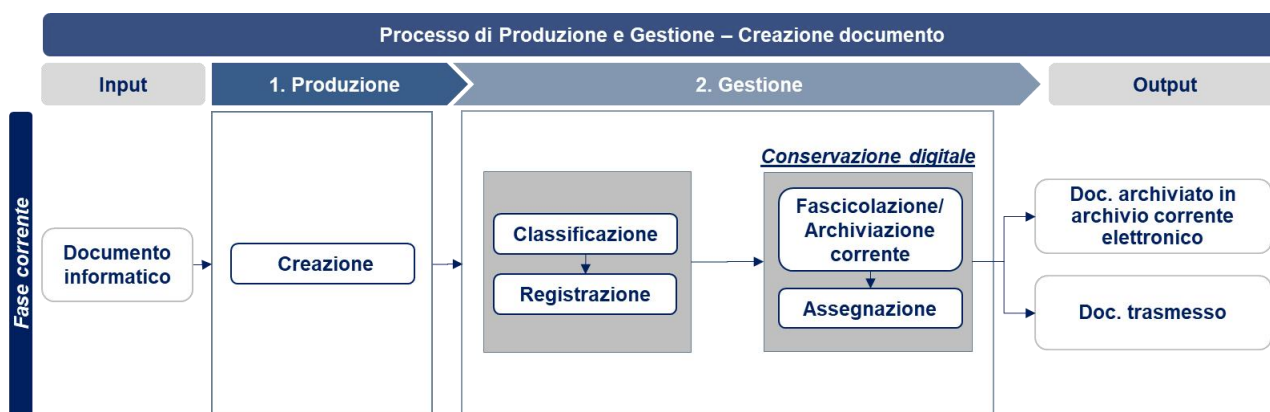 Processo di Produzione e Gestione – Creazione documento
Input
1. Produzione
2. Gestione
Output
Fase corrente
Documento
informatico
Creazione
Classificazione
Registrazione
Conservazione digitale
Fascicolazione/
Archiviazione
corrente
Assegnazione
Doc. archiviato in
archivio corrente
elettronico
Doc. trasmesso